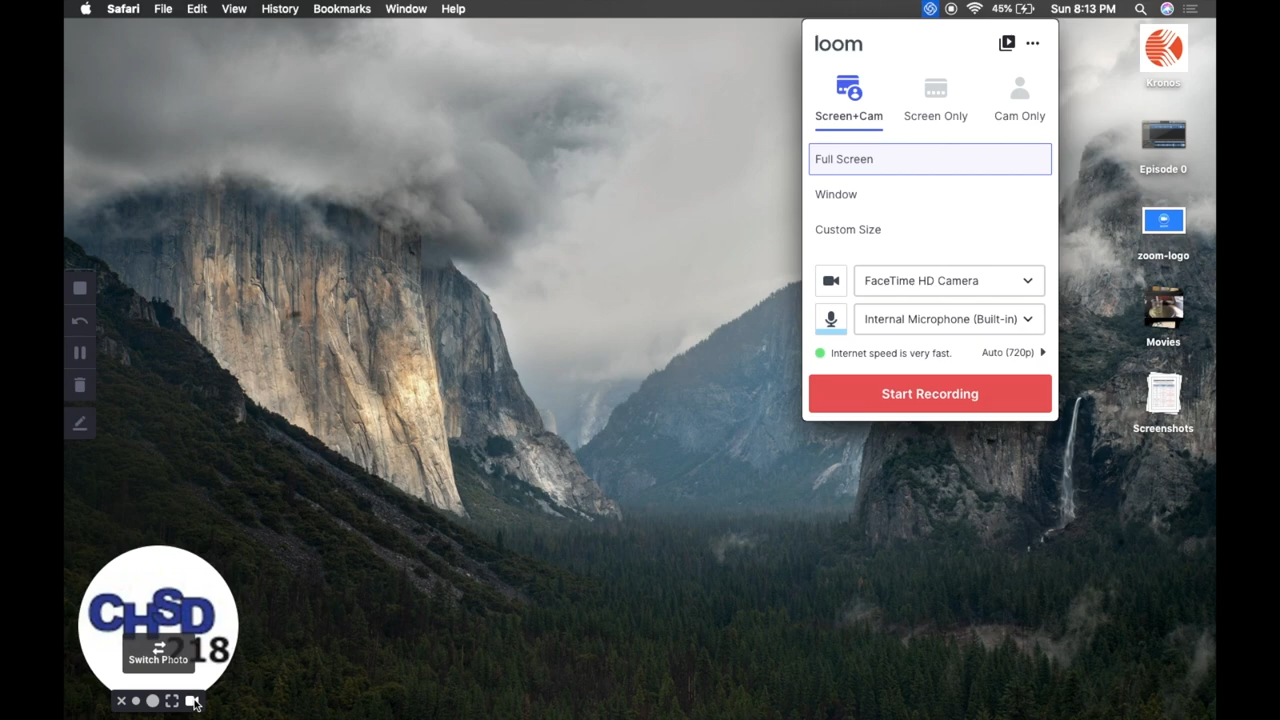 Safari File Edit View History Bookmarks Window Help 45% Sun 8:13 PM
loom
Screen+Cam Screen Only Cam Only
Full Screen
Window
Custom Size
FaceTime HD Camera
Internal Microphone (Built-in)
Internet speed is very fast. Auto (720p)
Start Recording
Kronos
Episode 0
zoom-logo
Movies
Screenshots
CHSD
218
Switch Photo